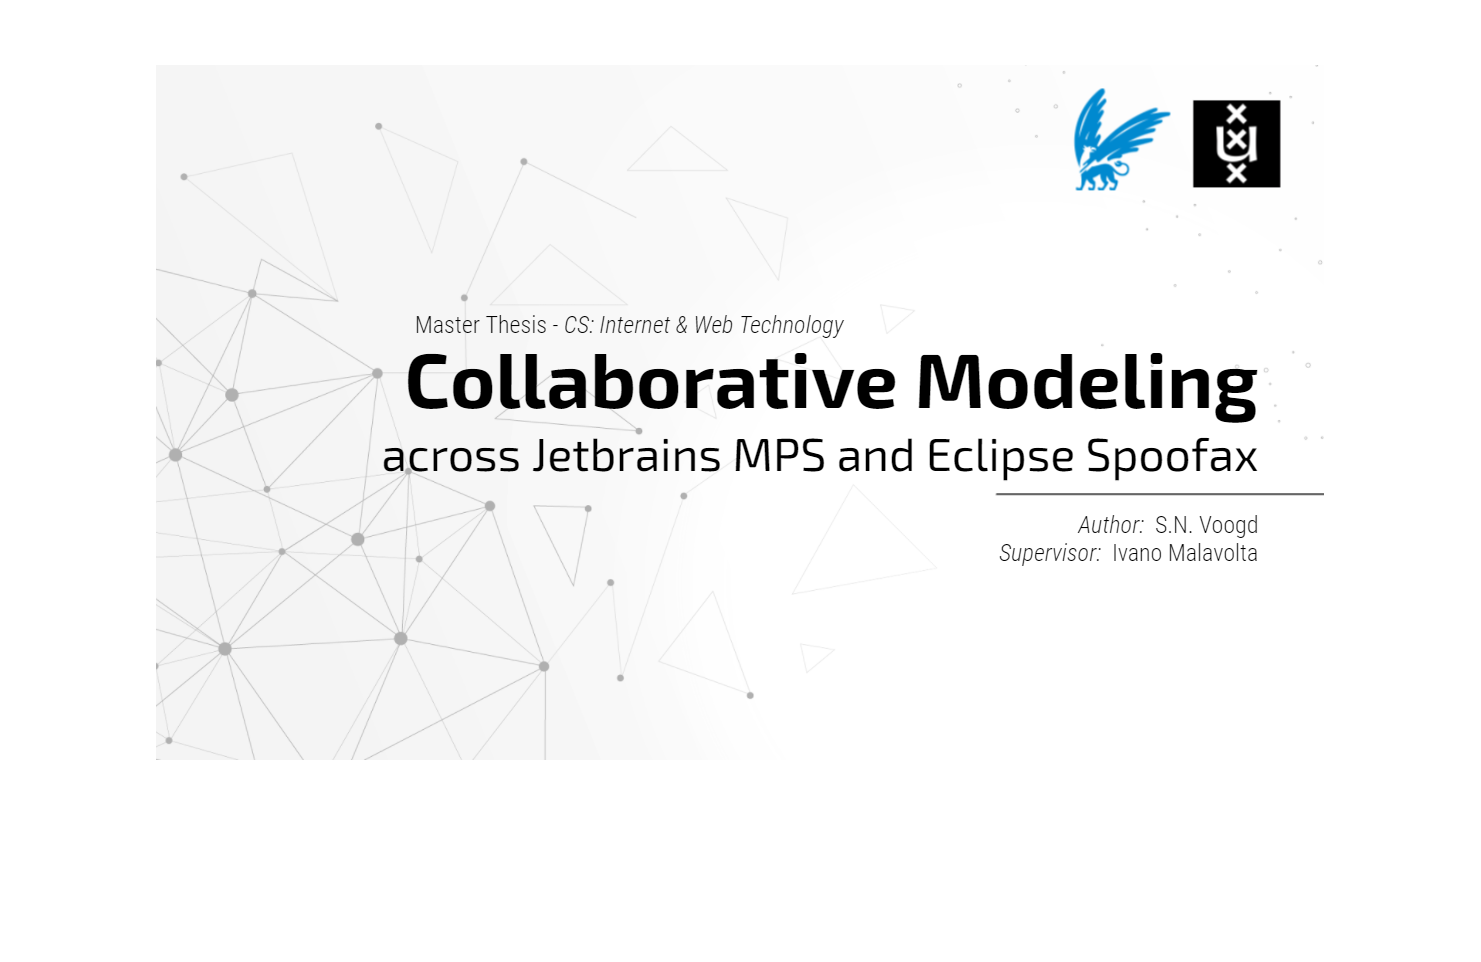 Master Thesis - CS: Internet & Web Technology
Collaborative Modeling
across Jetbrains MPS and Eclipse Spoofax
Author: S.N. Voogd
Supervisor: Ivano Malavolta